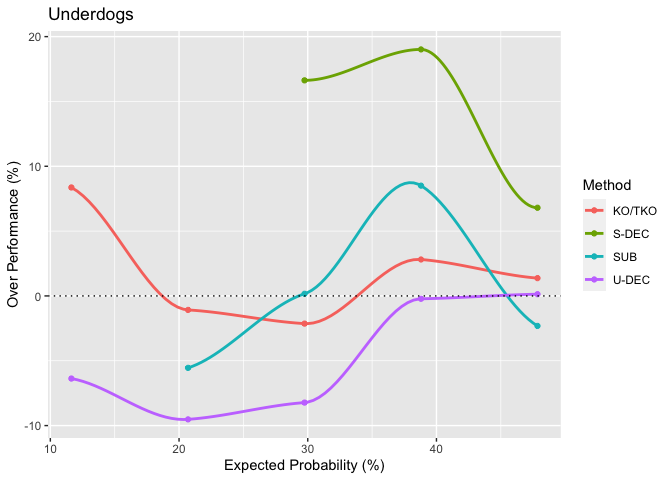 Underdogs
Over Performance (%)
20
10
0
-10
10
20
30
40
Expected Probability (%)
Method
KO/TKO
S-DEC
SUB
U-DEC